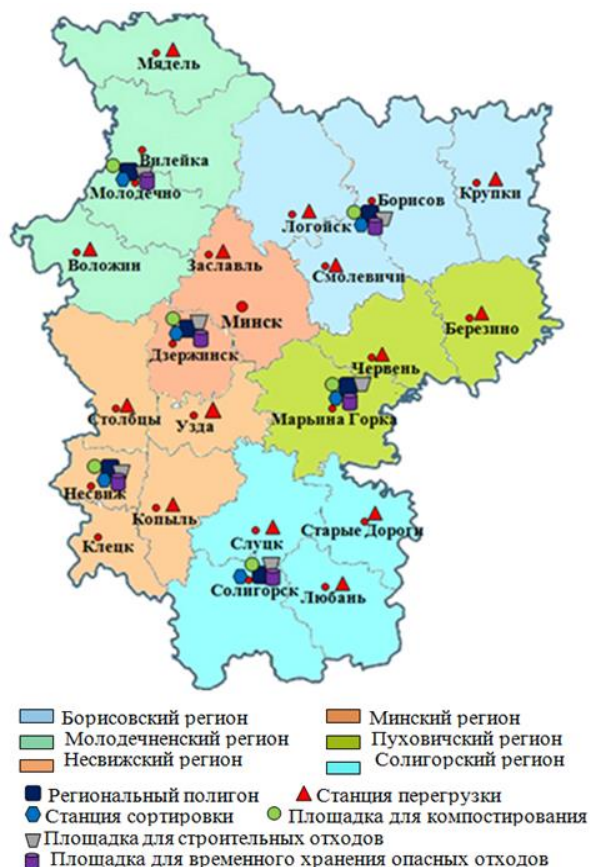 Мядель
Вилейка
Молодечно
Борисов
Крупки
Логойск
Воложин
Заславль
Смолевичи
Минск
Березино
Дзержинск
Червень
Столбцы
Узда
Марьина Горка
Несвиж
Копыль
Старые Дороги
Клецк
Слуцк
Солигорск
Любань
Борисовский регион
Минский регион
Молодечненский регион
Пуховичский регион
Несвижский регион
Солигорский регион
Региональный полигон
Станция перегрузки
Станция сортировки
Площадка для компостирования
Площадка для строительных отходов
Площадка для временного хранения опасных отходов